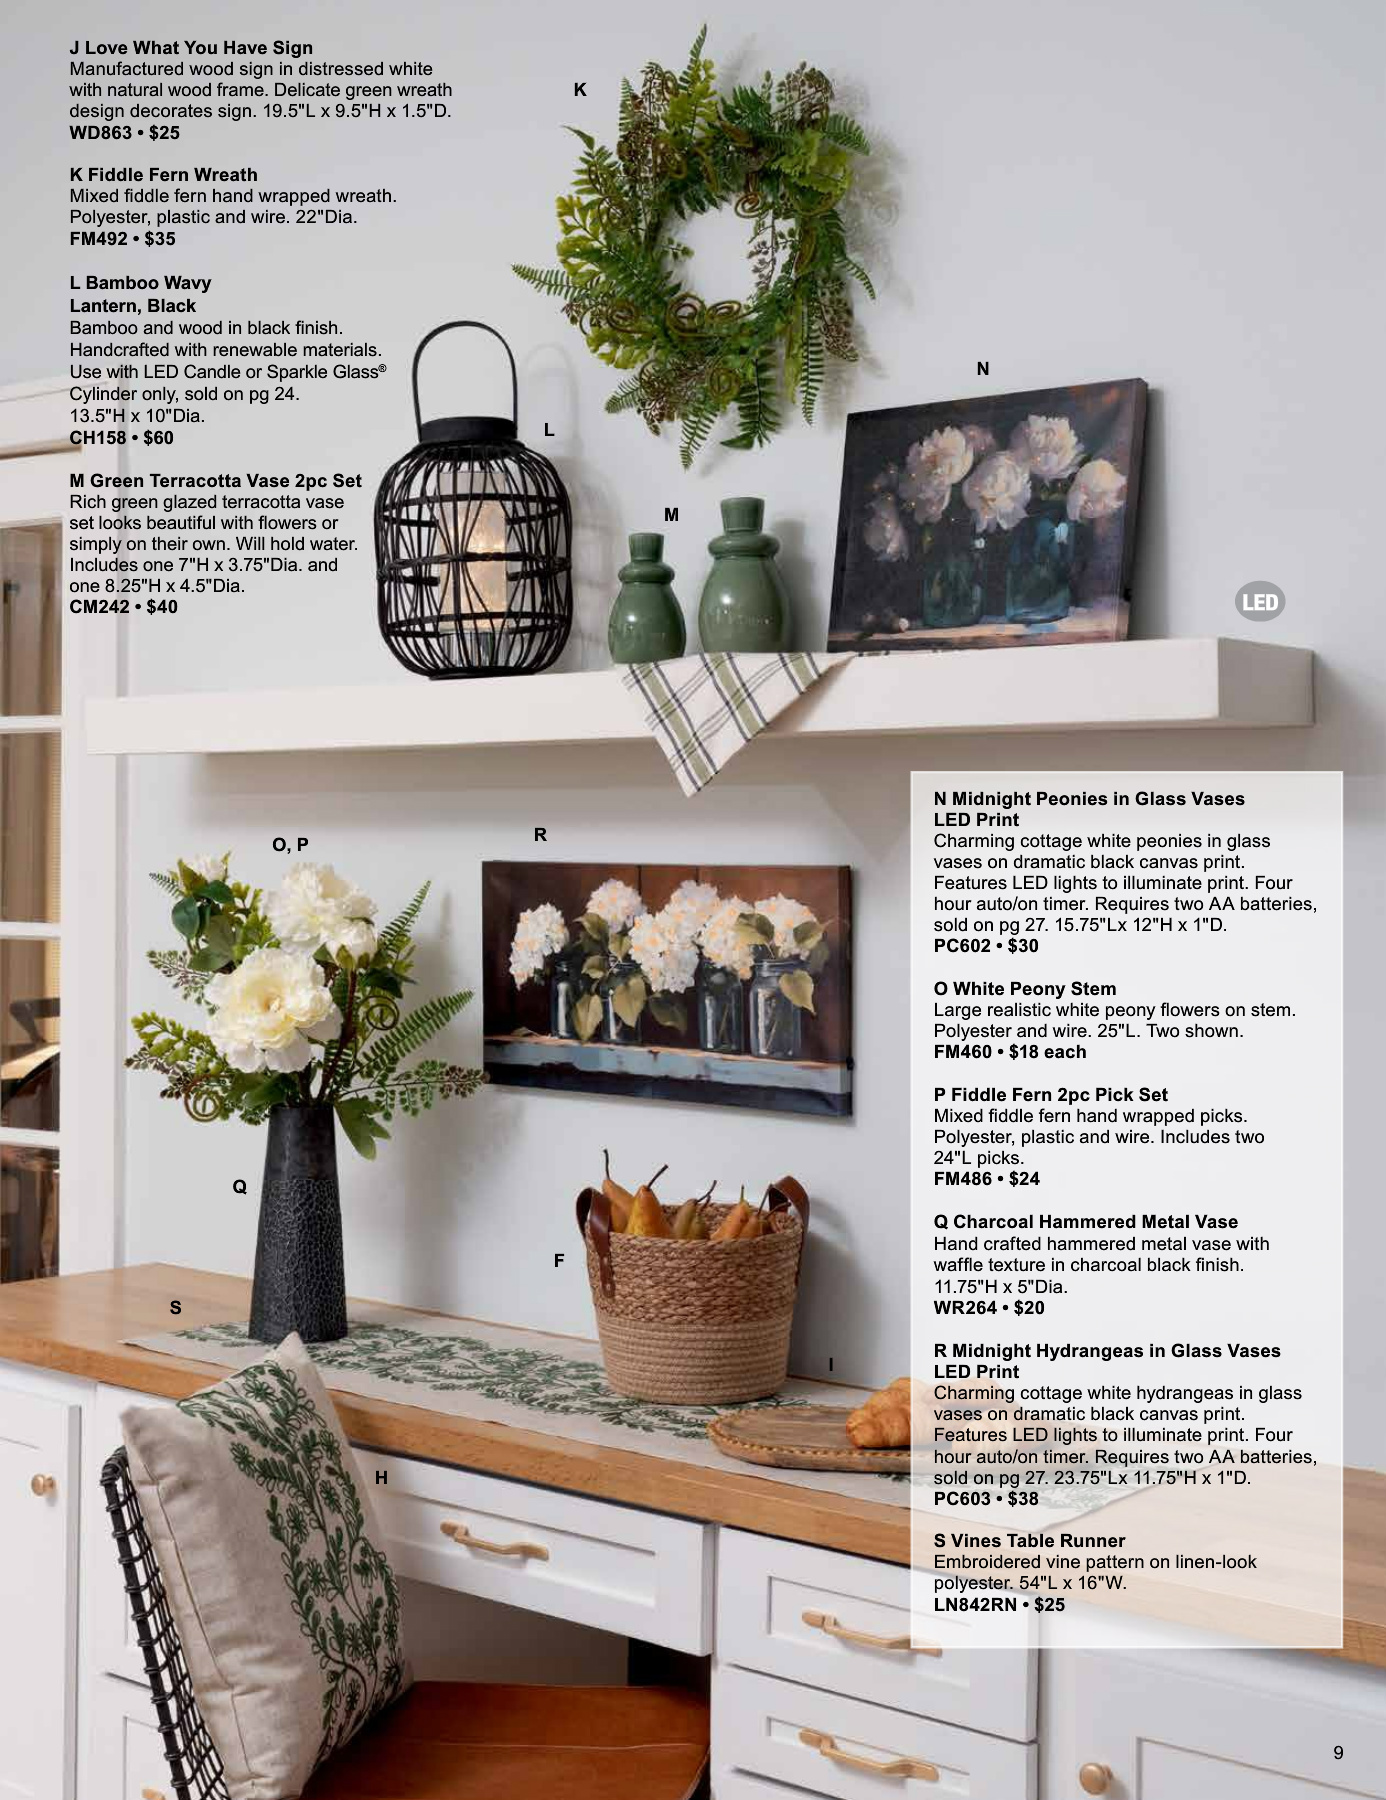 J Love What You Have Sign
Manufactured wood sign in distressed white
with natural wood frame. Delicate green wreath
design decorates sign. 19.5"L x 9.5"H x 1.5"D.
WD863 • $25
K Fiddle Fern Wreath
Mixed fiddle fern hand wrapped wreath.
Polyester, plastic and wire. 22"Dia.
FM492 • $35
L Bamboo Wavy
Lantern, Black
Bamboo and wood in black finish.
Handcrafted with renewable materials.
Use with LED Candle or Sparkle Glass®
Cylinder only, sold on pg 24.
13.5"H x 10"Dia.
CH158 • $60
M Green Terracotta Vase 2pc Set
Rich green glazed terracotta vase
set looks beautiful with flowers or
simply on their own. Will hold water.
Includes one 7"H x 3.75"Dia. and
one 8.25"H x 4.5"Dia.
CM242 • $40
K
L
M
N
LED
O, P
R
Q
F
S
I
H
N Midnight Peonies in Glass Vases
LED Print
Charming cottage white peonies in glass
vases on dramatic black canvas print.
Features LED lights to illuminate print. Four
hour auto/on timer. Requires two AA batteries,
sold on pg 27. 15.75"Lx 12"H x 1"D.
PC602 • $30
O White Peony Stem
Large realistic white peony flowers on stem.
Polyester and wire. 25"L. Two shown.
FM460 • $18 each
P Fiddle Fern 2pc Pick Set
Mixed fiddle fern hand wrapped picks.
Polyester, plastic and wire. Includes two
24"L picks.
FM486 • $24
Q Charcoal Hammered Metal Vase
Hand crafted hammered metal vase with
waffle texture in charcoal black finish.
11.75"H x 5"Dia.
WR264 • $20
R Midnight Hydrangeas in Glass Vases
LED Print
Charming cottage white hydrangeas in glass
vases on dramatic black canvas print.
Features LED lights to illuminate print. Four
hour auto/on timer. Requires two AA batteries,
sold on pg 27. 23.75"Lx 11.75"H x 1"D.
PC603 • $38
S Vines Table Runner
Embroidered vine pattern on linen-look
polyester. 54"L x 16"W.
LN842RN • $25
9